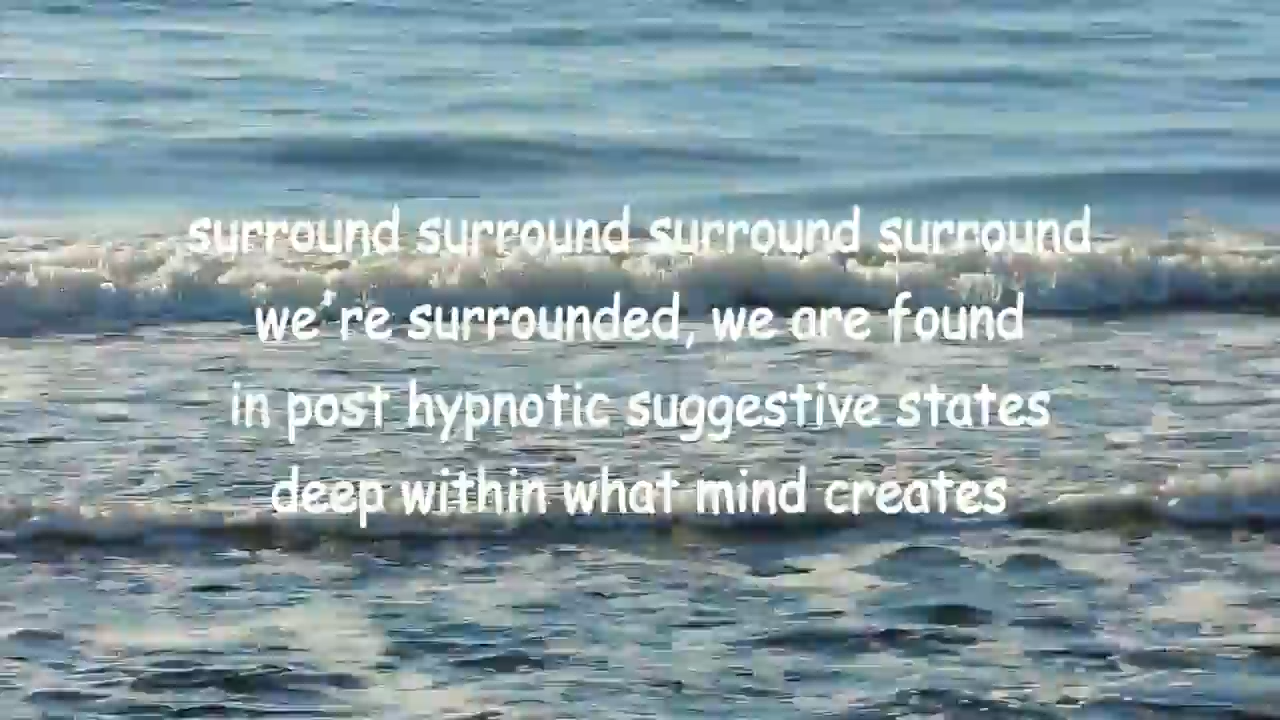 surround surround surround surround
we're surrounded, we are found
in post hypnotic suggestive states
deep within what mind creates